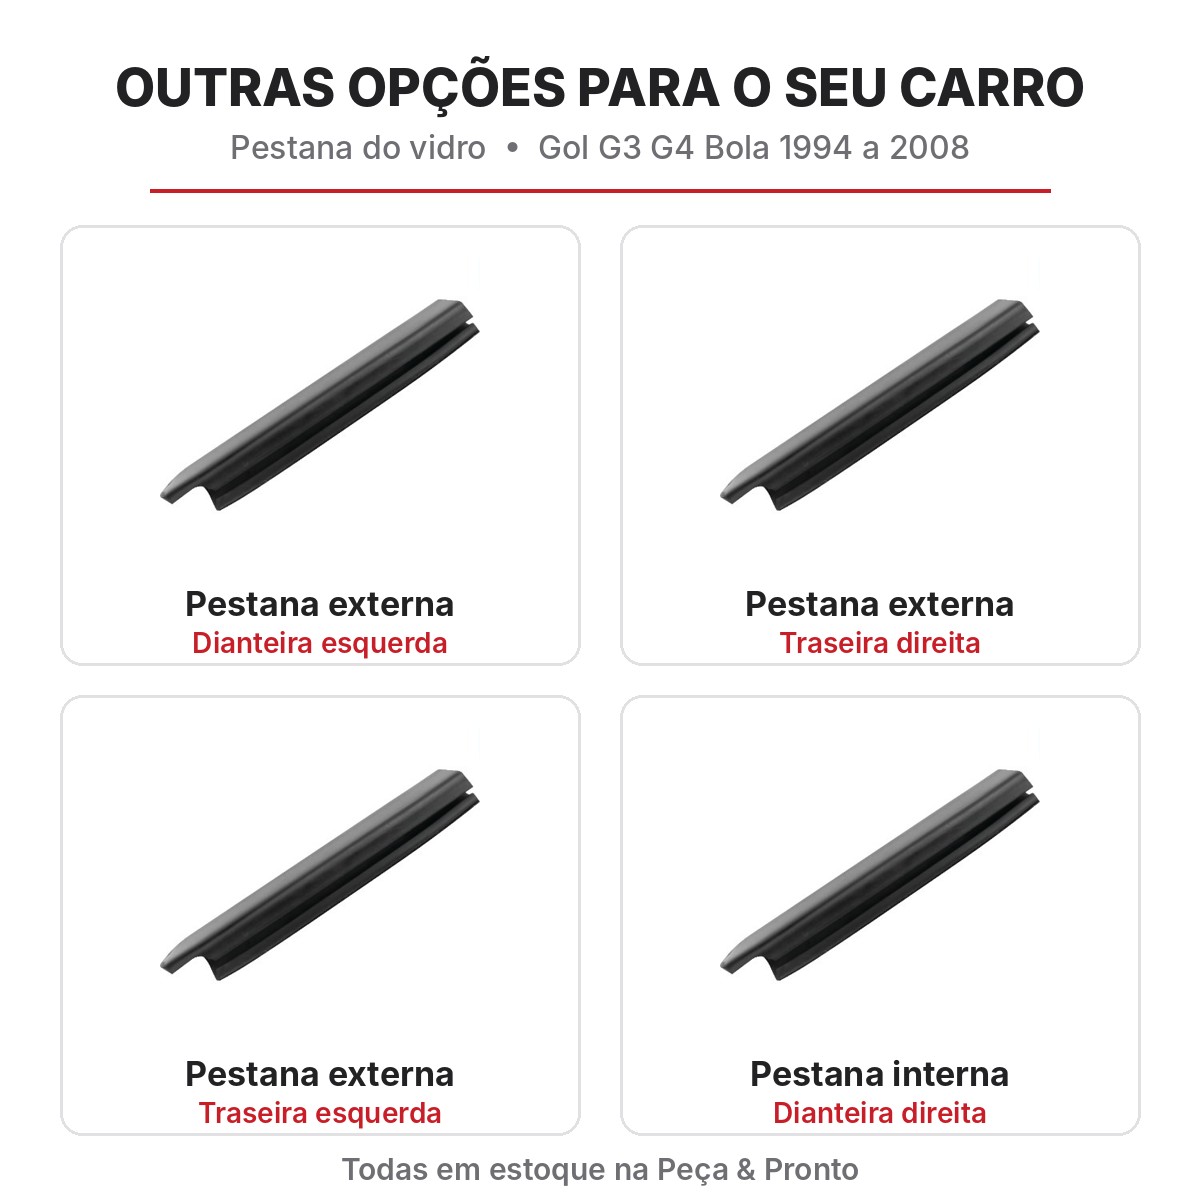 OUTRAS OPÇÕES PARA O SEU CARRO
Pestana do vidro • Gol G3 G4 Bola 1994 a 2008
Pestana externa
Dianteira esquerda
Pestana externa
Traseira direita
Pestana externa
Traseira esquerda
Pestana interna
Dianteira direita
Todas em estoque na Peça & Pronto